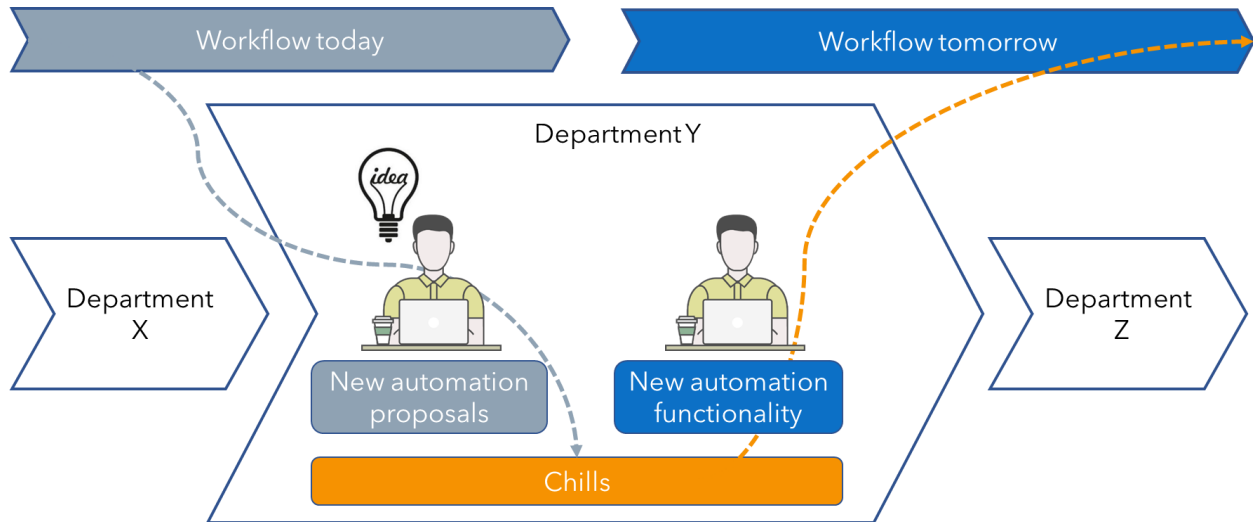 Workflow today
Workflow tomorrow
Department Y
idea
Department
X
Department
Z
New automation
proposals
New automation
functionality
Chills